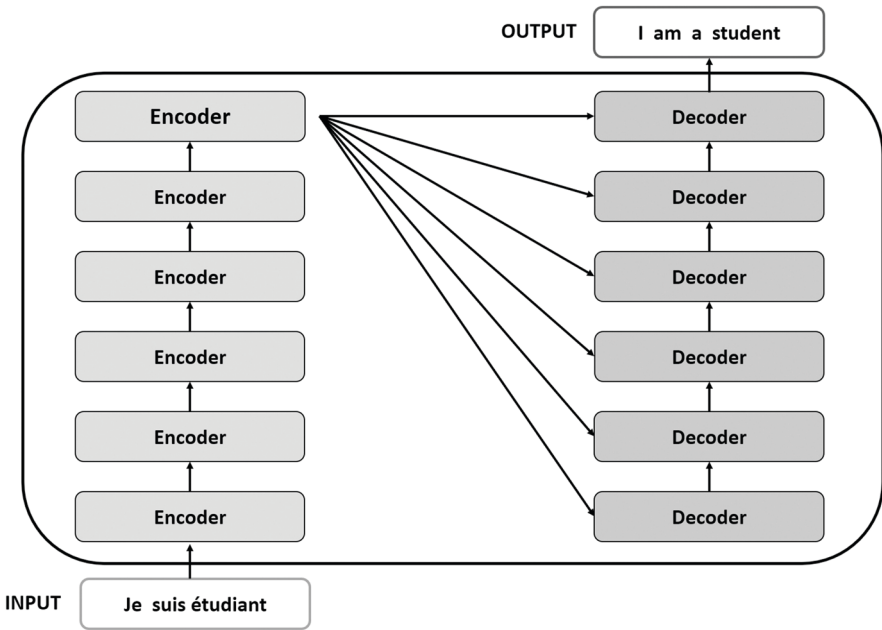 OUTPUT
I am a student
Encoder
Encoder
Encoder
Encoder
Encoder
Encoder
Decoder
Decoder
Decoder
Decoder
Decoder
Decoder
INPUT
Je suis étudiant